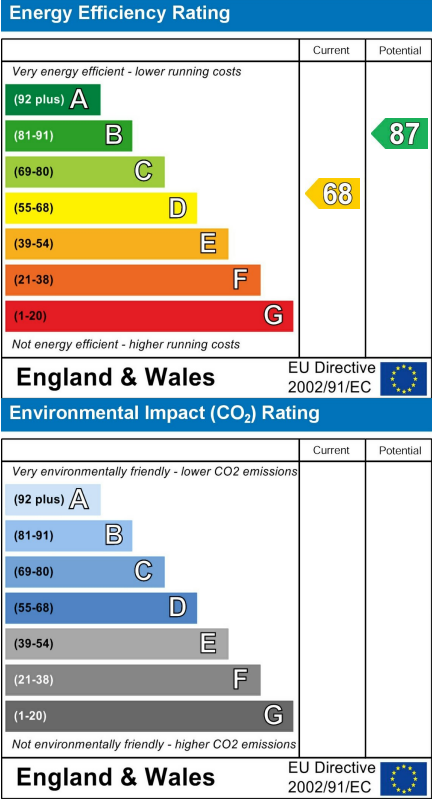 Energy Efficiency Rating
Current Potential
Very energy efficient - lower running costs
(92 plus) A
(81-91) B
87
(69-80) C
68
(55-68) D
(39-54) E
(21-38) F
(1-20) G
Not energy efficient - higher running costs
England & Wales
EU Directive
2002/91/EC
Environmental Impact (CO₂) Rating
Current Potential
Very environmentally friendly - lower CO2 emissions
(92 plus) A
(81-91) B
(69-80) C
(55-68) D
(39-54) E
(21-38) F
(1-20) G
Not environmentally friendly - higher CO2 emissions
England & Wales
EU Directive
2002/91/EC